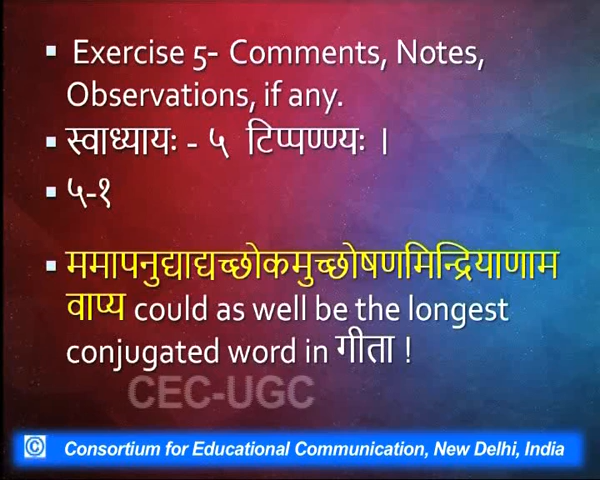 ▪ Exercise 5- Comments, Notes,
Observations, if any.
▪ स्वाध्यायः - ५ टिप्पण्ण्यः ।
▪ ५-१
▪ ममापनुद्याद्यच्छोकमुच्छोषणमिन्द्रियाणाम
वाप्य could as well be the longest
conjugated word in गीता !
CEC-UGC
© Consortium for Educational Communication, New Delhi, India